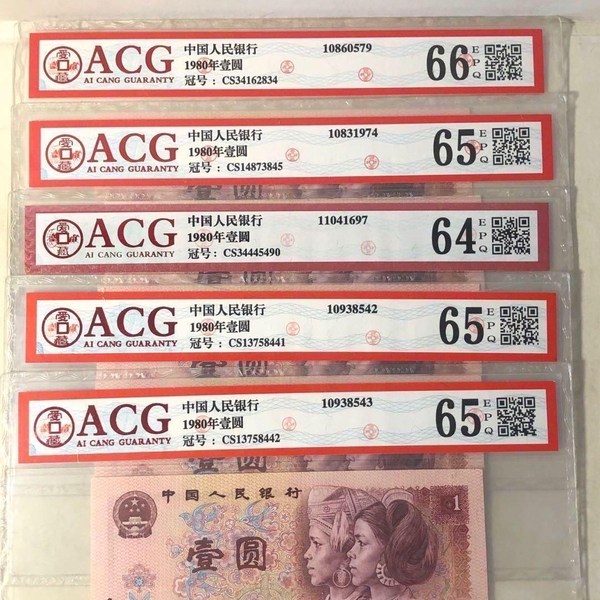 ACG
AI CANG GUARANTY
中国人民银行 10860579
1980年壹圆
冠号：CS34162834
66 EPQ
ACG
AI CANG GUARANTY
中国人民银行 10831974
1980年壹圆
冠号：CS14873845
65 EPQ
壹圆
ACG
AI CANG GUARANTY
中国人民银行 11041697
1980年壹圆
冠号：CS34445490
64 EPQ
ACG
AI CANG GUARANTY
中国人民银行 10938542
1980年壹圆
冠号：CS13758441
65 EPQ
壹圆
ACG
AI CANG GUARANTY
中国人民银行 10938543
1980年壹圆
冠号：CS13758442
65 EPQ
壹圆
中国人民银行
1
壹圆